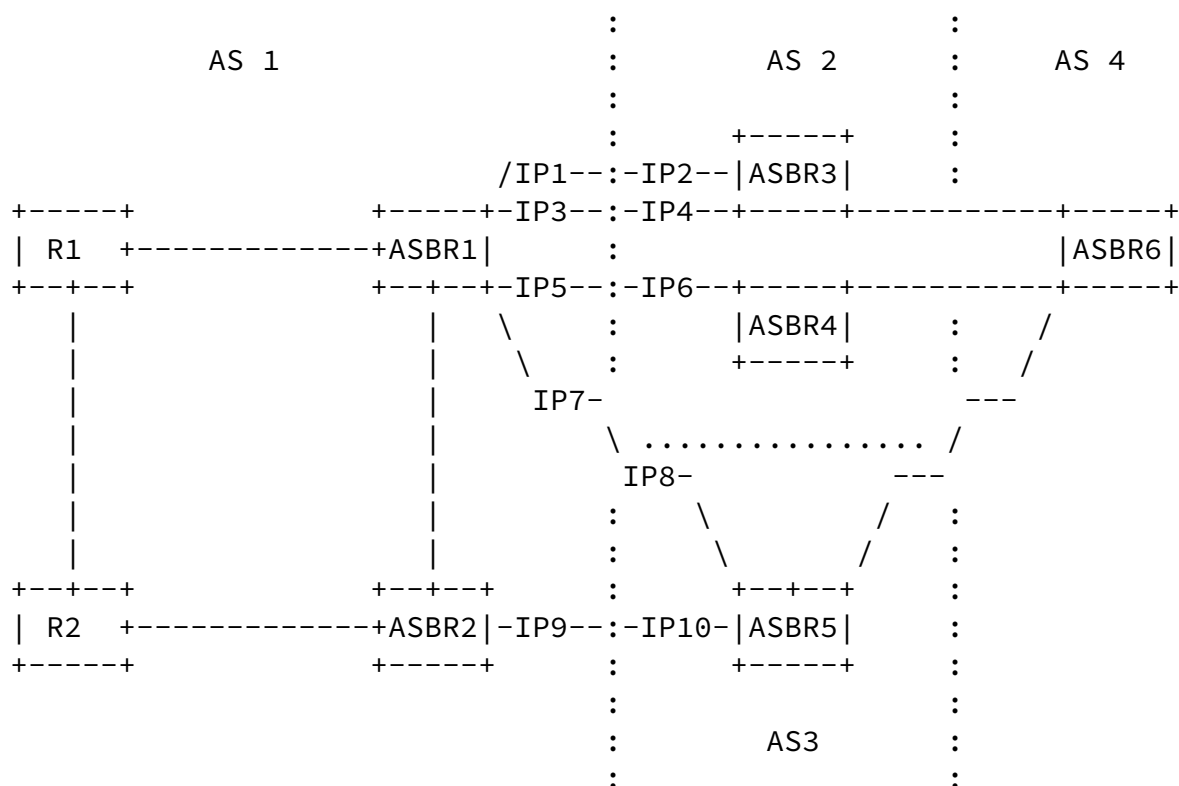 AS 1 : AS 2 : AS 4
/IP1--:-IP2--|ASBR3| :
+-----+ +-----+-IP3--:-IP4--+-----+-----------+-----+
| R1 +-------------+ASBR1| : |ASBR6|
+--+--+ +--+--+-IP5--:-IP6--+-----+-----------+-----+
| | \ : |ASBR4| : /
IP7- ---
\ ................ /
IP8- ---
+--+--+ +--+--+ : +--+--+ :
| R2 +-------------+ASBR2|-IP9--:-IP10-|ASBR5| :
+-----+ +-----+ : +-----+ :
: AS3 :